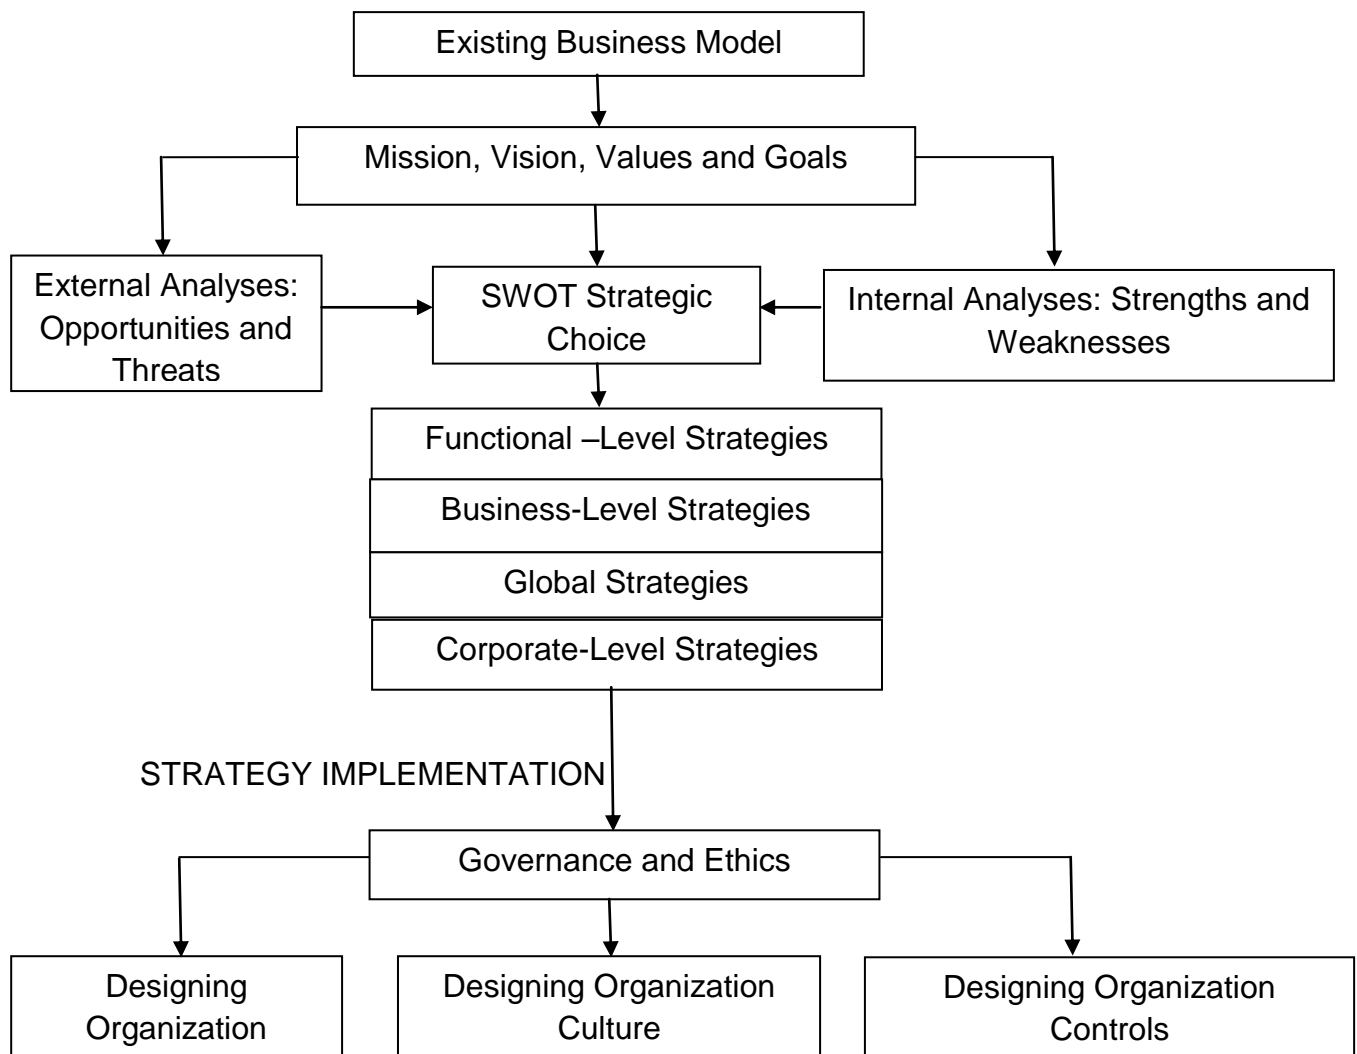 Existing Business Model
Mission, Vision, Values and Goals
External Analyses:
Opportunities and
Threats
SWOT Strategic
Choice
Internal Analyses: Strengths and
Weaknesses
Functional –Level Strategies
Business-Level Strategies
Global Strategies
Corporate-Level Strategies
STRATEGY IMPLEMENTATION
Governance and Ethics
Designing
Organization
Designing Organization
Culture
Designing Organization
Controls